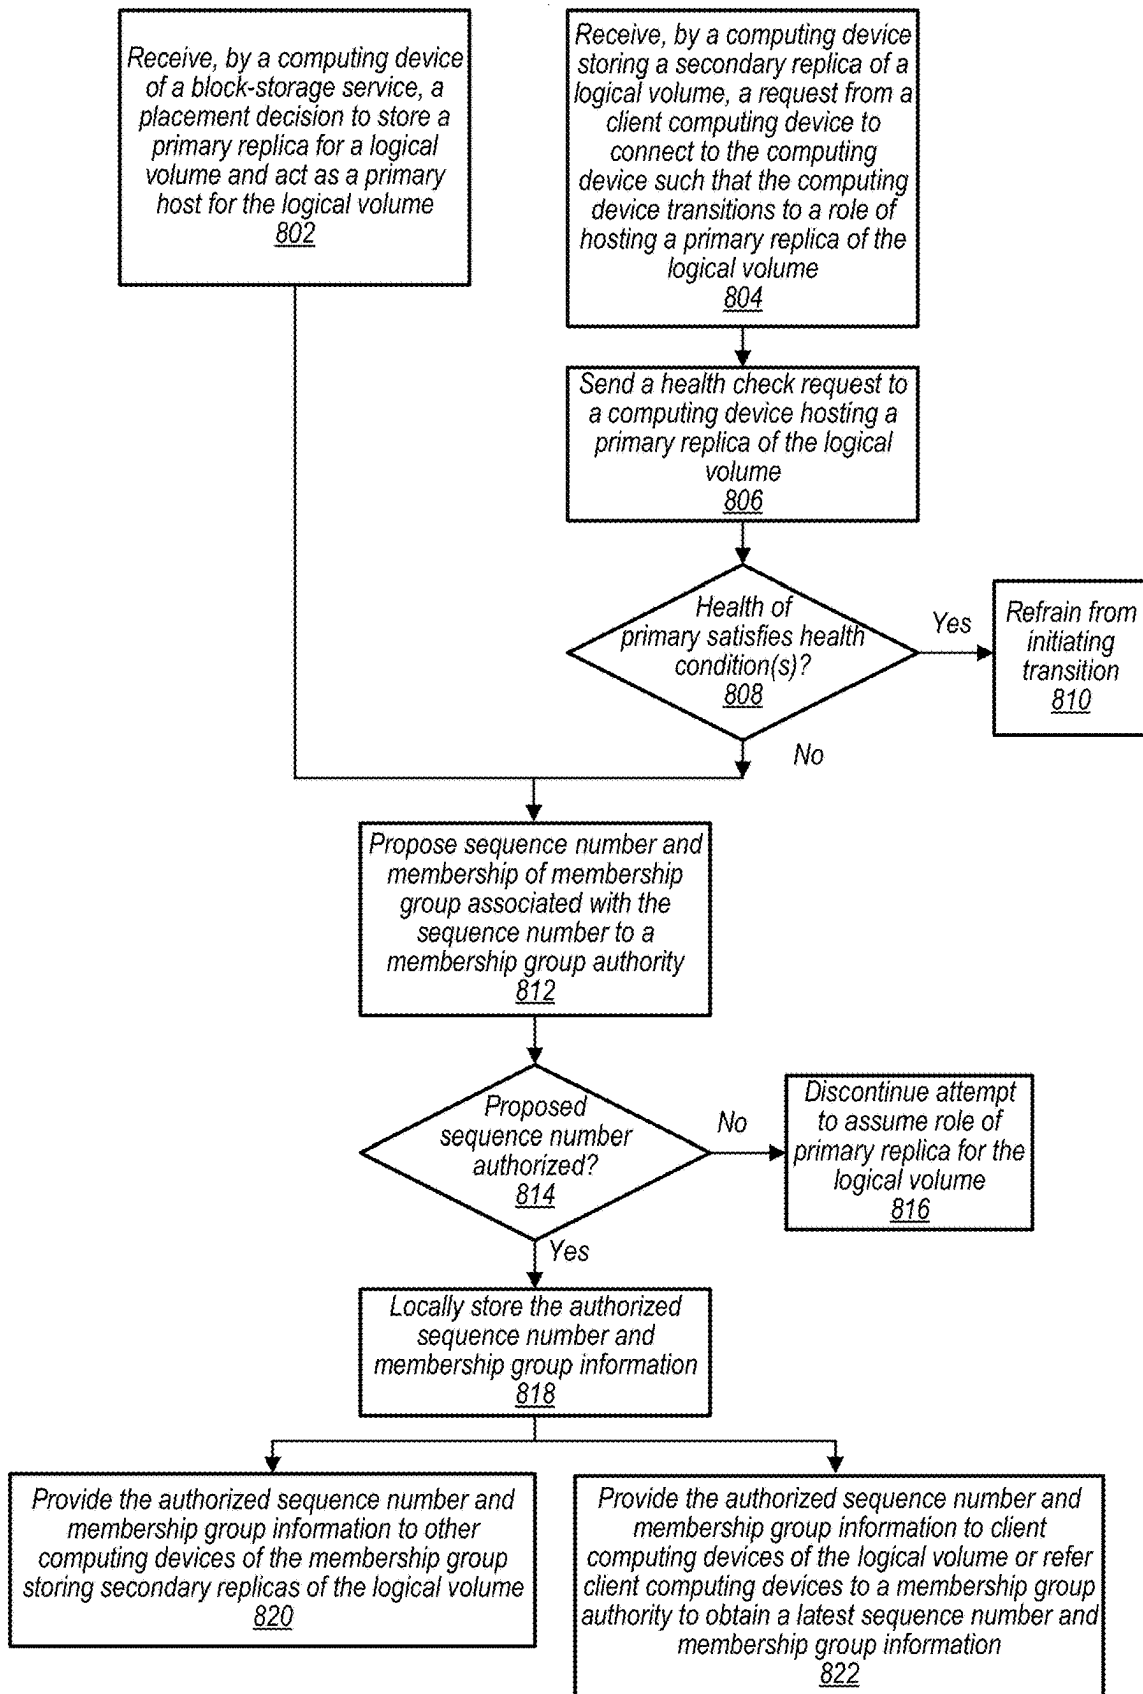 Receive, by a computing device
of a block-storage service, a
placement decision to store a
primary replica for a logical
volume and act as a primary
host for the logical volume
802
Receive, by a computing device
storing a secondary replica of a
logical volume, a request from a
client computing device to
connect to the computing
device such that the computing
device transitions to a role of
hosting a primary replica of the
logical volume
804
Send a health check request to
a computing device hosting a
primary replica of the logical
volume
806
Health of
primary satisfies health
condition(s)?
808
Yes
Refrain from
initiating
transition
810
No
Propose sequence number and
membership of membership
group associated with the
sequence number to a
membership group authority
812
Proposed
sequence number
authorized?
814
No
Discontinue attempt
to assume role of
primary replica for the
logical volume
816
Yes
Locally store the authorized
sequence number and
membership group information
818
Provide the authorized sequence number and
membership group information to other
computing devices of the membership group
storing secondary replicas of the logical volume
820
Provide the authorized sequence number and
membership group information to client
computing devices of the logical volume or refer
client computing devices to a membership group
authority to obtain a latest sequence number and
membership group information
822